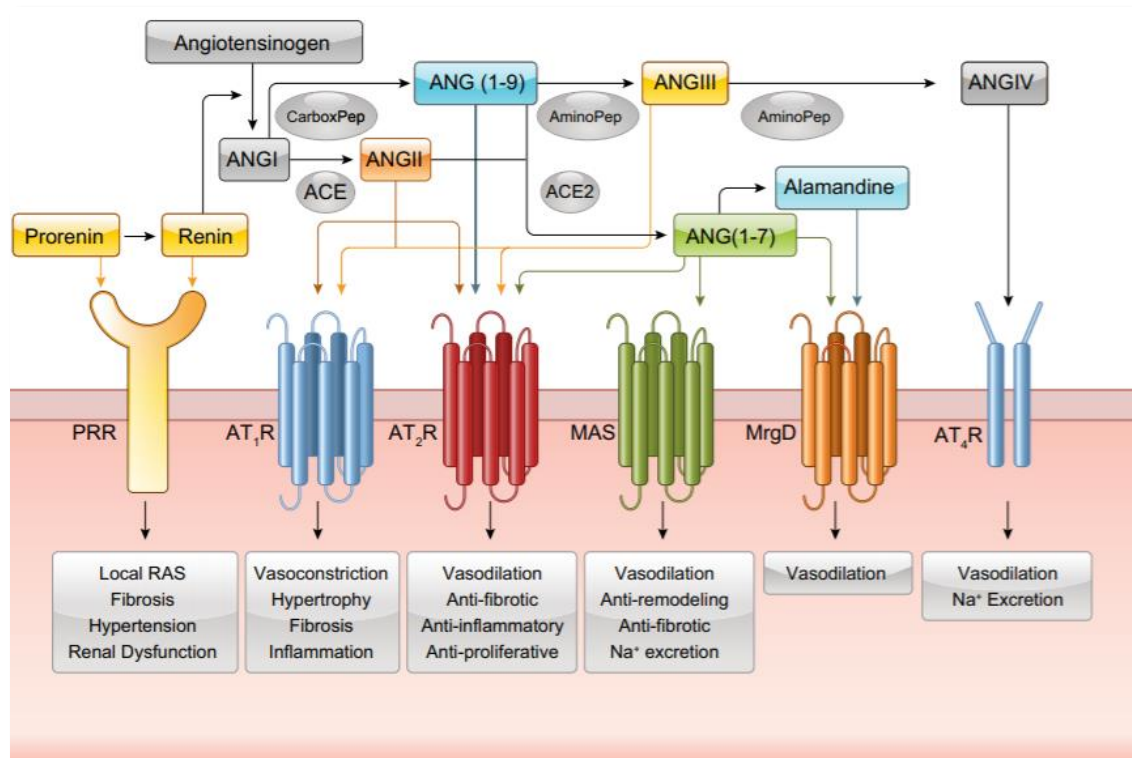 Angiotensinogen
ANG (1-9)
ANGIII
ANGIV
CarboxPep
AminoPep
AminoPep
ANGI
ANGII
ACE
ACE2
Alamandine
Prorenin
Renin
ANG(1-7)
PRR
AT₁R
AT₂R
MAS
MrgD
AT₄R
Local RAS
Fibrosis
Hypertension
Renal Dysfunction
Vasoconstriction
Hypertrophy
Fibrosis
Inflammation
Vasodilation
Anti-fibrotic
Anti-inflammatory
Anti-proliferative
Vasodilation
Anti-remodeling
Anti-fibrotic
Na⁺ excretion
Vasodilation
Vasodilation
Na⁺ Excretion